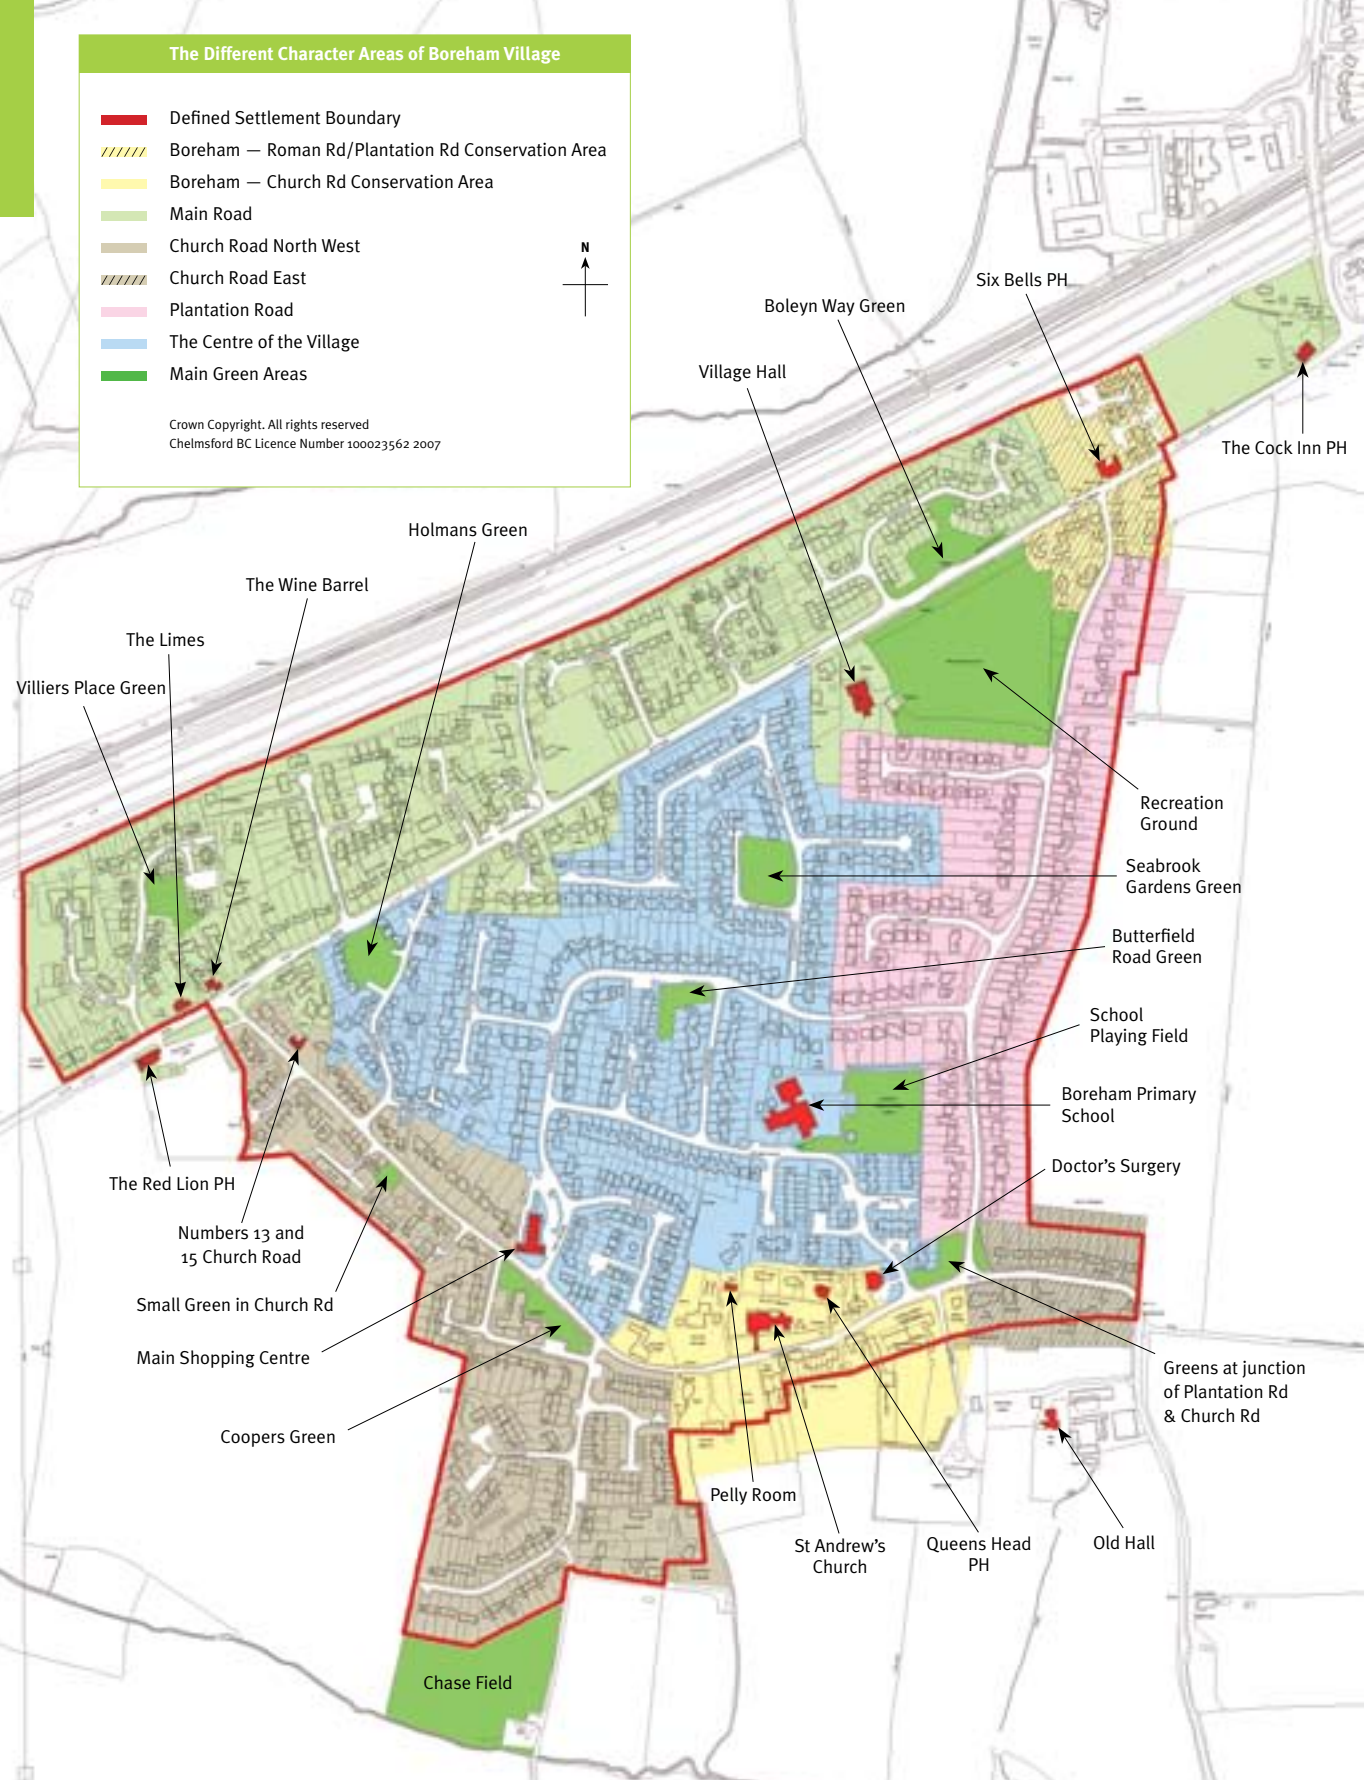 The Different Character Areas of Boreham Village
Defined Settlement Boundary
Boreham — Roman Rd/Plantation Rd Conservation Area
Boreham — Church Rd Conservation Area
Main Road
Church Road North West
Church Road East
Plantation Road
The Centre of the Village
Main Green Areas
N
Crown Copyright. All rights reserved
Chelmsford BC Licence Number 100023562 2007
Six Bells PH
Boleyn Way Green
Village Hall
The Cock Inn PH
Holmans Green
The Wine Barrel
The Limes
Villiers Place Green
Recreation
Ground
Seabrook
Gardens Green
Butterfield
Road Green
School
Playing Field
Boreham Primary
School
Doctor's Surgery
The Red Lion PH
Numbers 13 and
15 Church Road
Small Green in Church Rd
Main Shopping Centre
Coopers Green
Greens at junction
of Plantation Rd
& Church Rd
Pelly Room
St Andrew's
Church
Queens Head
PH
Old Hall
Chase Field